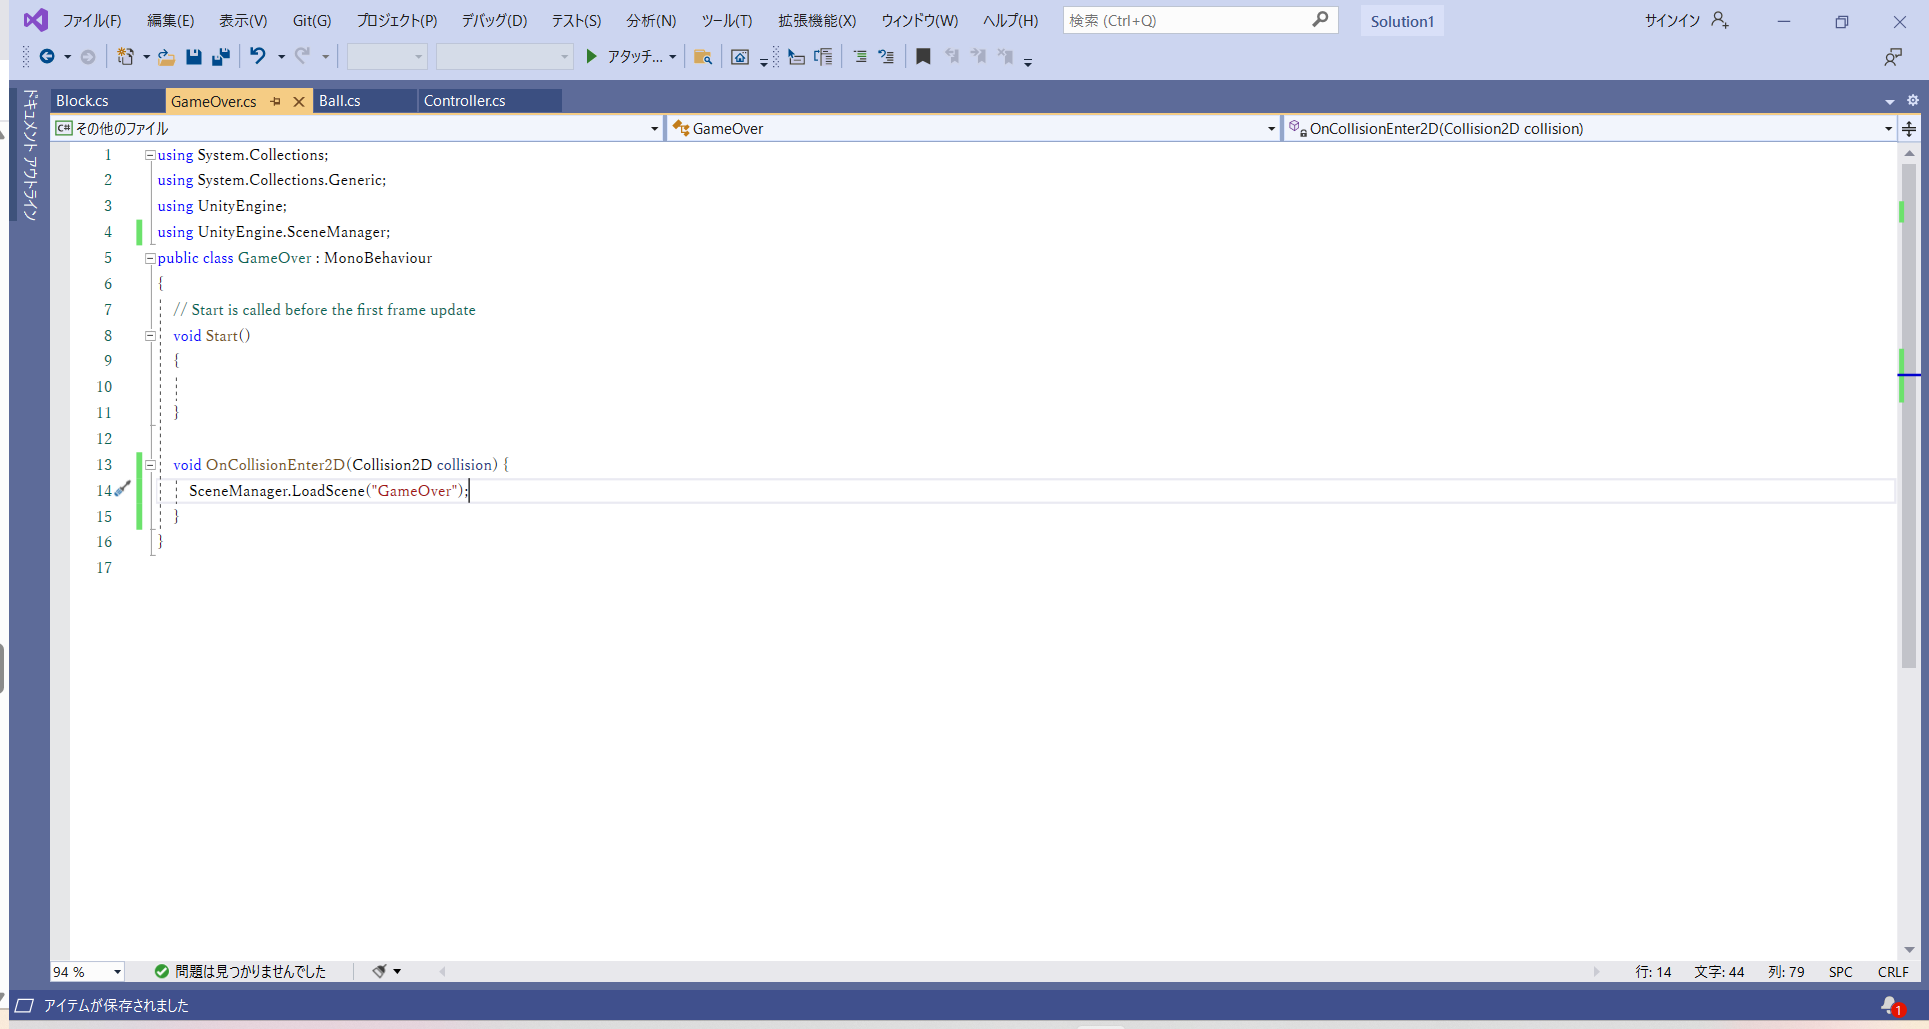 ファイル(F) 編集(E) 表示(V) Git(G) プロジェクト(P) デバッグ(D) テスト(S) 分析(N) ツール(T) 拡張機能(X) ウィンドウ(W) ヘルプ(H) 検索 (Ctrl+Q) Solution1 サインイン
アタッチ...
ドキュメント アウトライン
Block.cs GameOver.cs Ball.cs Controller.cs
C# その他のファイル GameOver OnCollisionEnter2D(Collision2D collision)
1 using System.Collections;
2 using System.Collections.Generic;
3 using UnityEngine;
4 using UnityEngine.SceneManager;
5 public class GameOver : MonoBehaviour
6 {
7 // Start is called before the first frame update
8 void Start()
9 {
10
11 }
12
13 void OnCollisionEnter2D(Collision2D collision) {
14 SceneManager.LoadScene("GameOver");
15 }
16 }
17
94 % 問題は見つかりませんでした 行: 14 文字: 44 列: 79 SPC CRLF
アイテムが保存されました 1